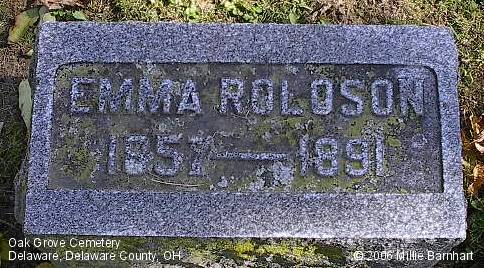 EMMA ROLOSON
1857-1891
Oak Grove Cemetery
Delaware, Delaware County, OH
© 2006 Millie Barnhart